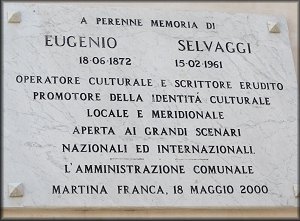 A PERENNE MEMORIA DI
EUGENIO SELVAGGI
18·06·1872 15·02·1961
OPERATORE CULTURALE E SCRITTORE ERUDITO
PROMOTORE DELLA IDENTITÀ CULTURALE
LOCALE E MERIDIONALE
APERTA AI GRANDI SCENARI
NAZIONALI ED INTERNAZIONALI.
L'AMMINISTRAZIONE COMUNALE
MARTINA FRANCA, 18 MAGGIO 2000